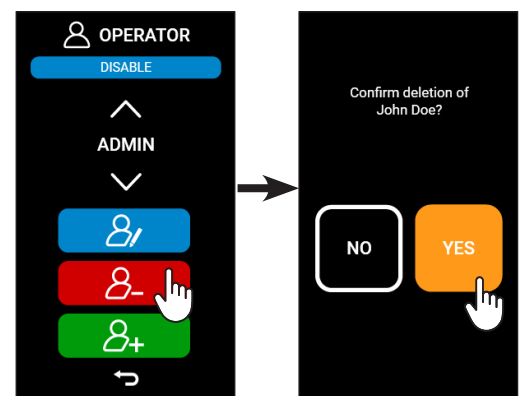 OPERATOR
DISABLE
ADMIN
Confirm deletion of
John Doe?
NO
YES